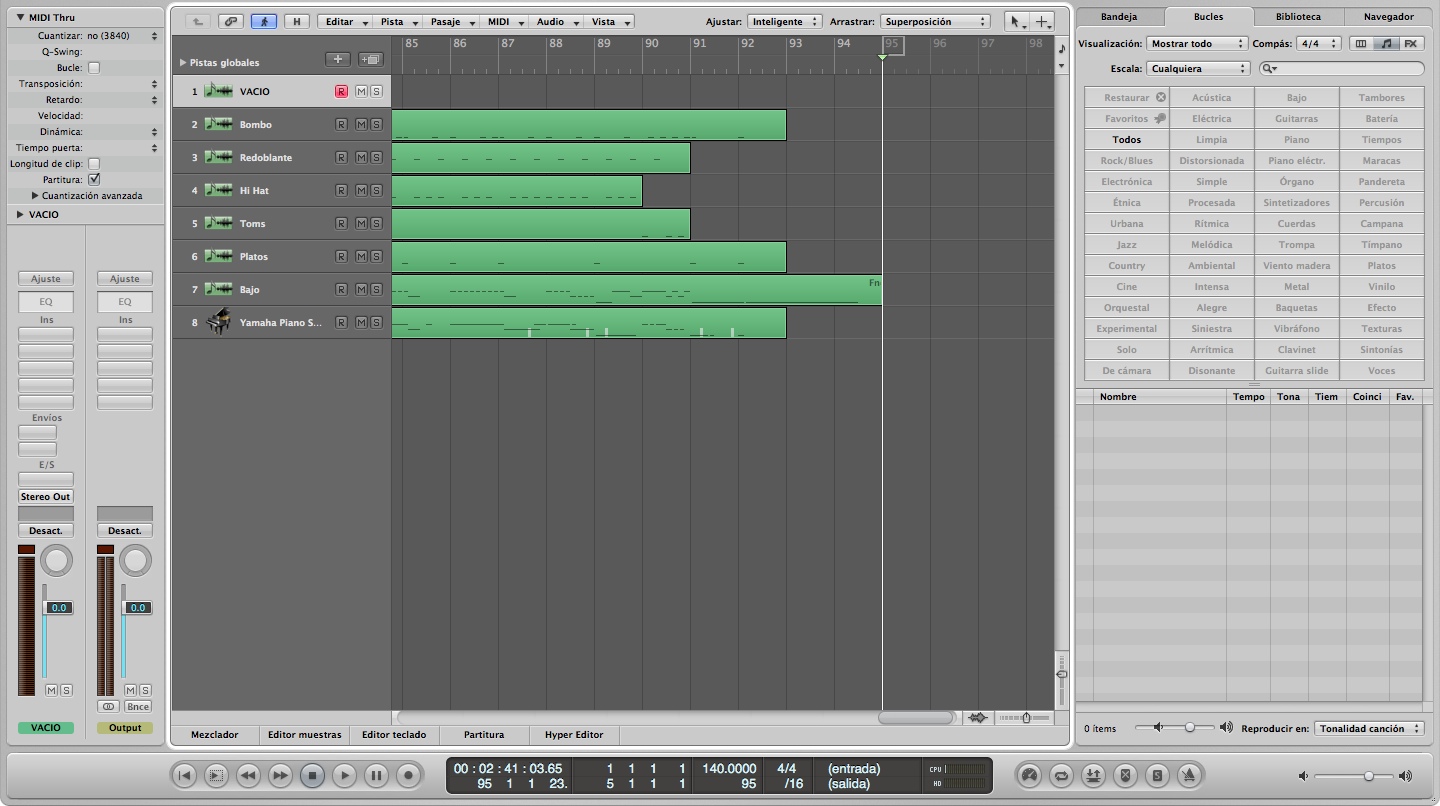 MIDI Thru
Cuantizar: no (3840)
Q-Swing:
Bucle:
Transposición:
Retardo:
Velocidad:
Dinámica:
Tiempo puerta:
Longitud de clip:
Partitura:
Cuantización avanzada
VACIO
Ajuste Ajuste
EQ EQ
Ins Ins
Envíos
E/S
Stereo Out
Desact. Desact.
0.0 0.0
M S M S
Bnce
VACIO Output
H Editar Pista Pasaje MIDI Audio Vista Ajustar: Inteligente Arrastrar: Superposición
85 86 87 88 89 90 91 92 93 94 95 96 97 98
Pistas globales
1 VACIO R M S
2 Bombo R M S
3 Redoblante R M S
4 Hi Hat R M S
5 Toms R M S
6 Platos R M S
7 Bajo R M S
8 Yamaha Piano S... R M S
Mezclador Editor muestras Editor teclado Partitura Hyper Editor
Bandeja Bucles Biblioteca Navegador
Visualización: Mostrar todo Compás: 4/4 FX
Escala: Cualquiera
Restaurar Acústica Bajo Tambores
Favoritos Eléctrica Guitarras Batería
Todos Limpia Piano Tiempos
Rock/Blues Distorsionada Piano eléctr. Maracas
Electrónica Simple Órgano Pandereta
Étnica Procesada Sintetizadores Percusión
Urbana Rítmica Cuerdas Campana
Jazz Melódica Trompa Timpano
Country Ambiental Viento madera Platos
Cine Intensa Metal Vinilo
Orquestal Alegre Baquetas Efecto
Experimental Siniestra Vibráfono Texturas
Solo Arrítmica Clavinet Sintonías
De cámara Disonante Guitarra slide Voces
Nombre Tempo Tona Tiem Coinci Fav.
0 ítems Reproducir en: Tonalidad canción
00 : 02 : 41 : 03.65 1 1 1 1 140.0000 4/4 (entrada) CPU
95 1 1 23. 5 1 1 1 95 /16 (salida) HD